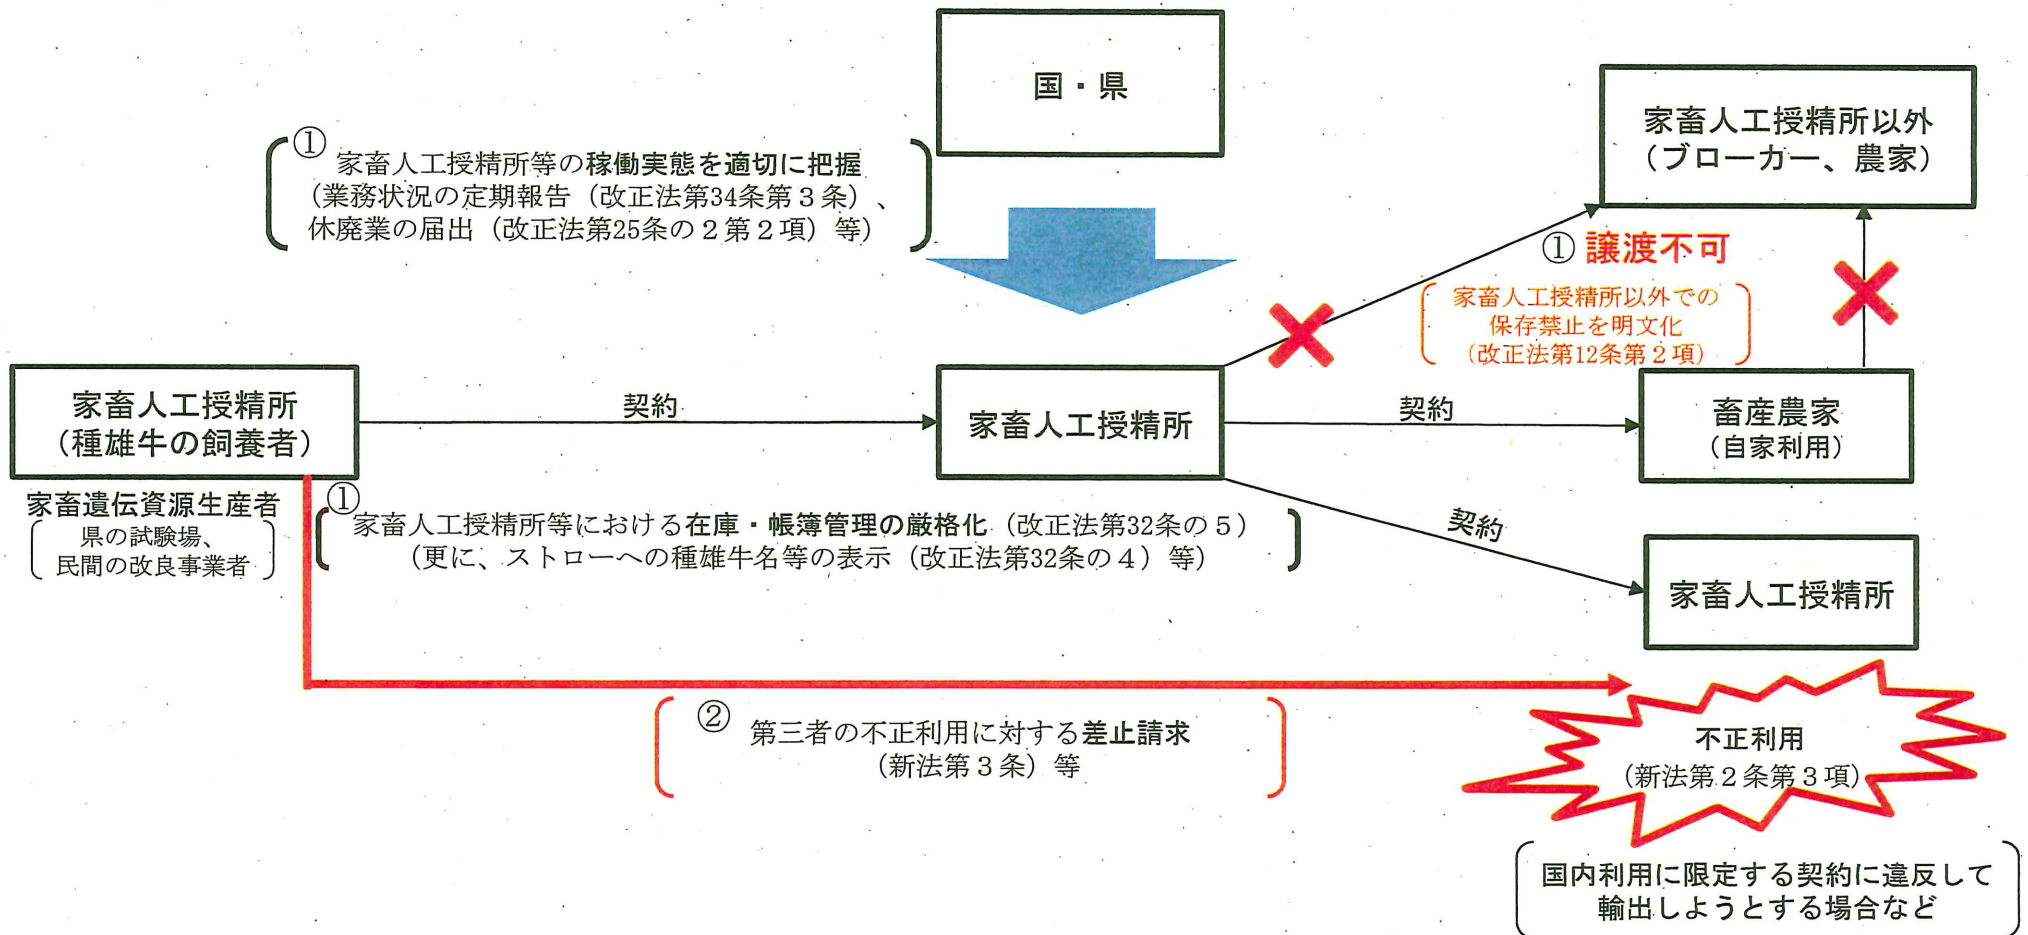 国・県
家畜人工授精所以外
(ブローカー、農家)
①
家畜人工授精所等の稼働実態を適切に把握
(業務状況の定期報告(改正法第34条第3条)、
休廃業の届出(改正法第25条の2第2項)等)
① 譲渡不可
家畜人工授精所以外での
保存禁止を明文化
(改正法第12条第2項)
家畜人工授精所
(種雄牛の飼養者)
契約
家畜人工授精所
契約
畜産農家
(自家利用)
家畜遺伝資源生産者
県の試験場、
民間の改良事業者
①
家畜人工授精所等における在庫・帳簿管理の厳格化(改正法第32条の5)
(更に、ストローへの種雄牛名等の表示(改正法第32条の4)等)
契約
家畜人工授精所
②
第三者の不正利用に対する差止請求
(新法第3条)等
不正利用
(新法第2条第3項)
国内利用に限定する契約に違反して
輸出しようとする場合など